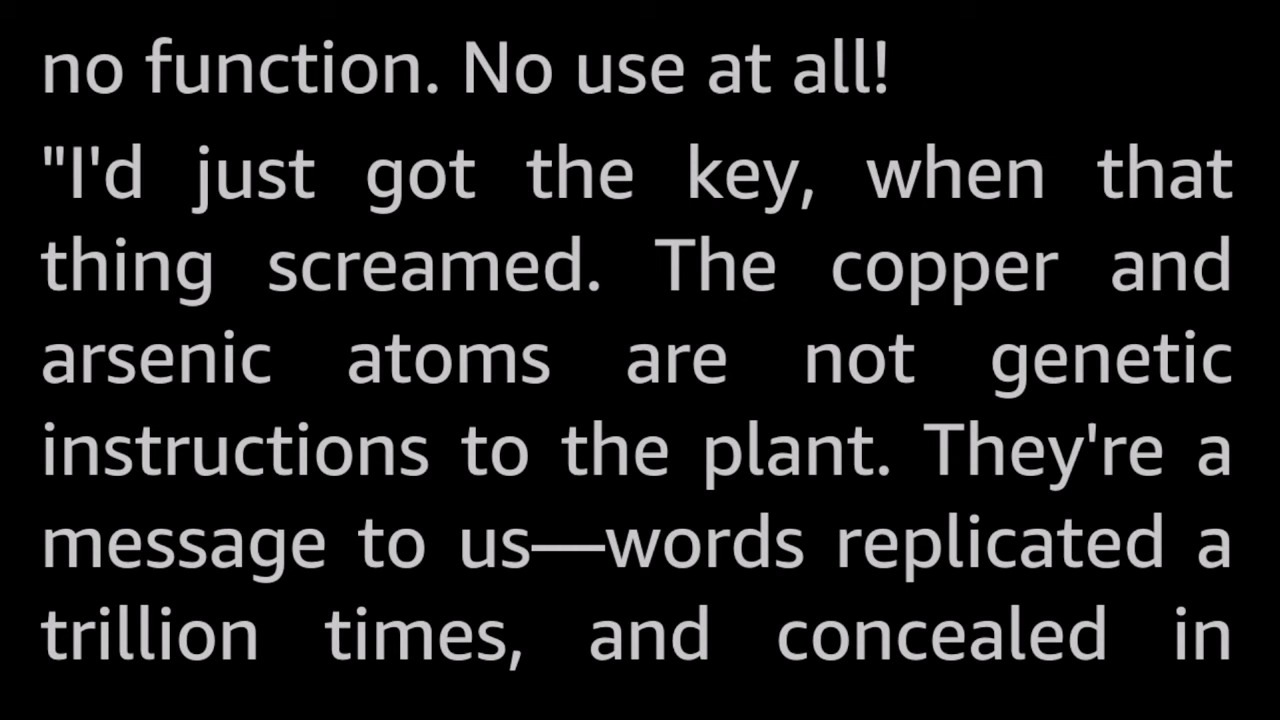 no function. No use at all!
"I'd just got the key, when that
thing screamed. The copper and
arsenic atoms are not genetic
instructions to the plant. They're a
message to us—words replicated a
trillion times, and concealed in